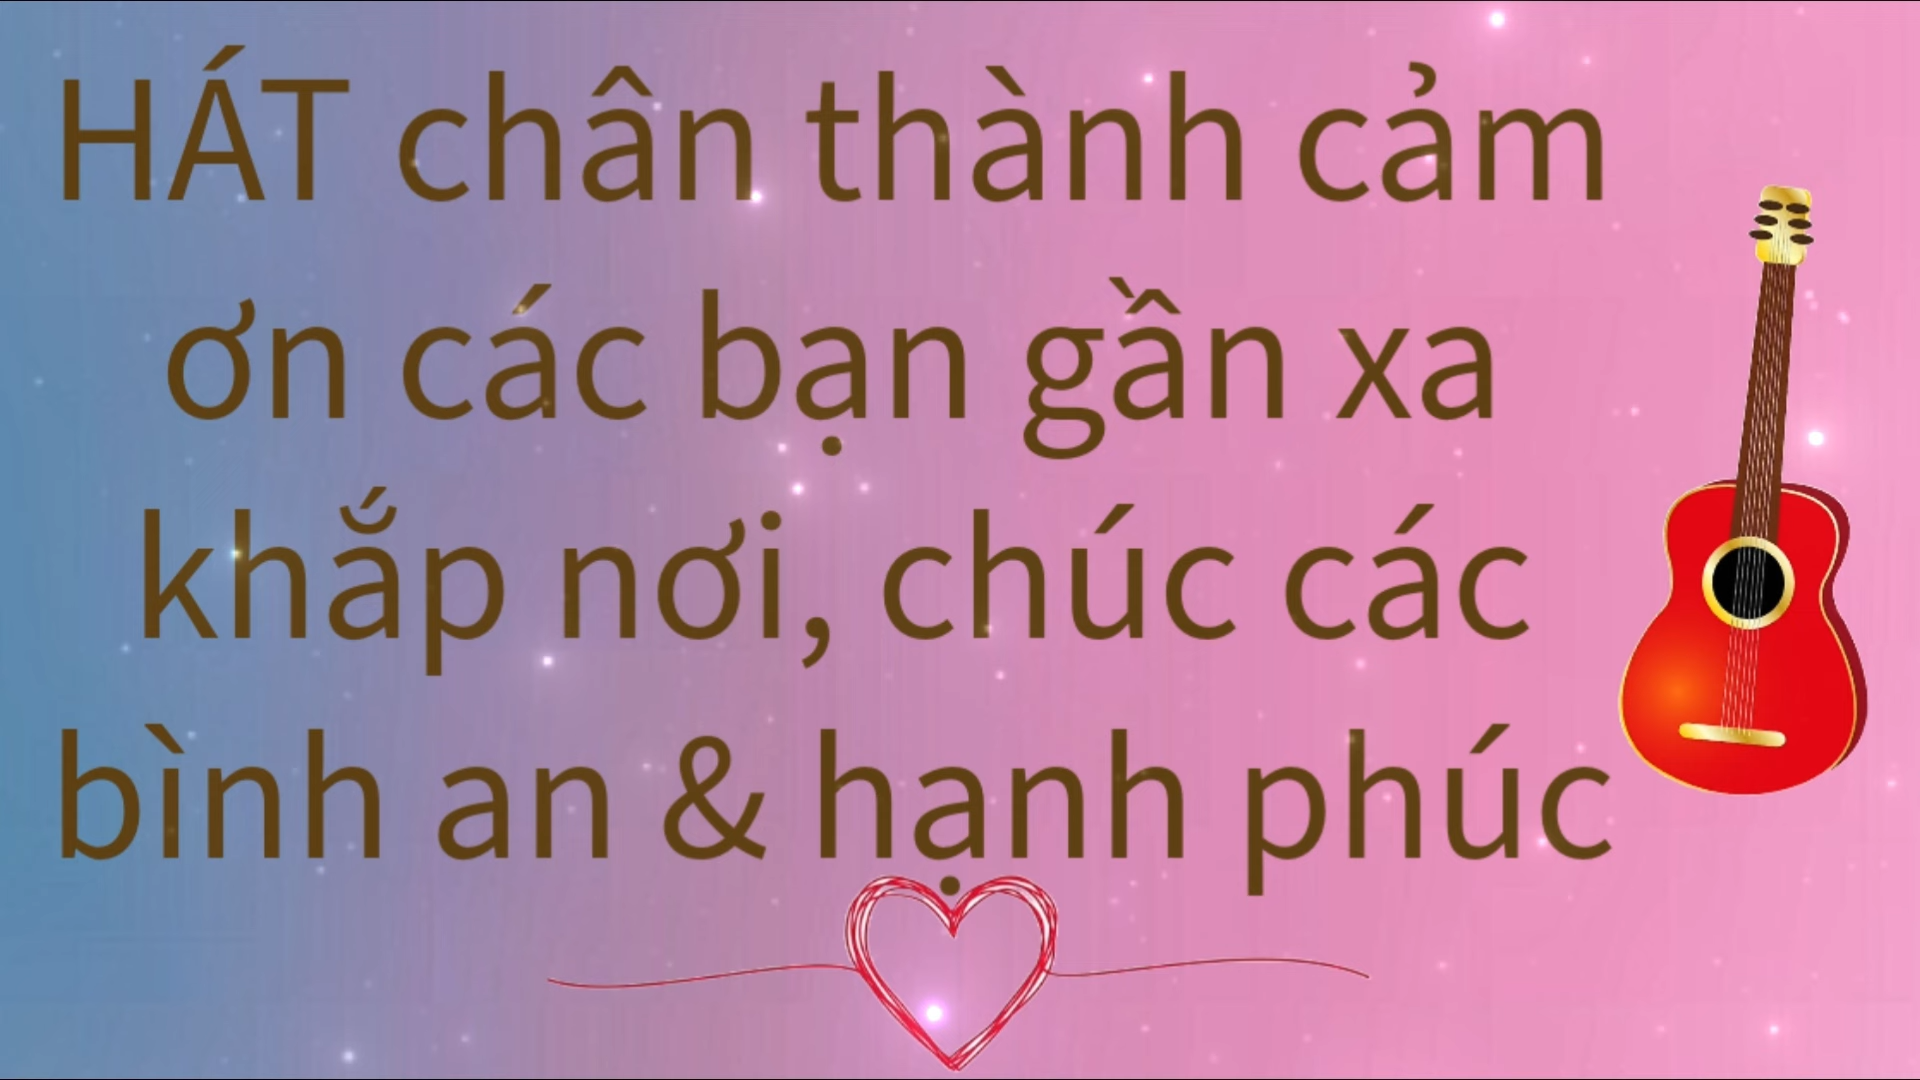 HÁT chân thành cảm
ơn các bạn gần xa
khắp nơi, chúc các
bình an & hạnh phúc